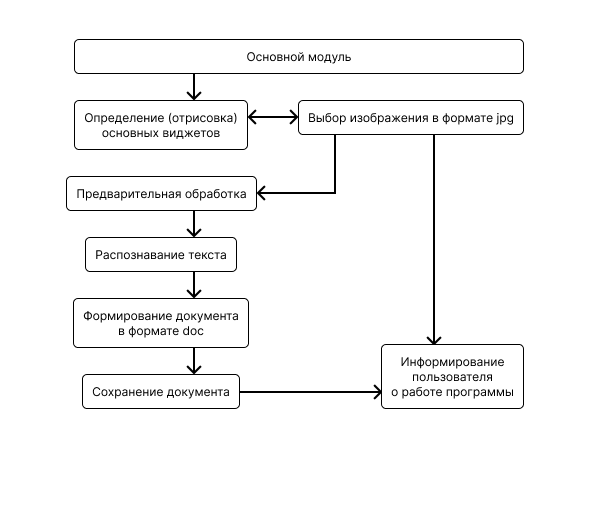 Основной модуль
Определение (отрисовка)
основных виджетов
Выбор изображения в формате jpg
Предварительная обработка
Распознавание текста
Формирование документа
в формате doc
Сохранение документа
Информирование
пользователя
о работе программы